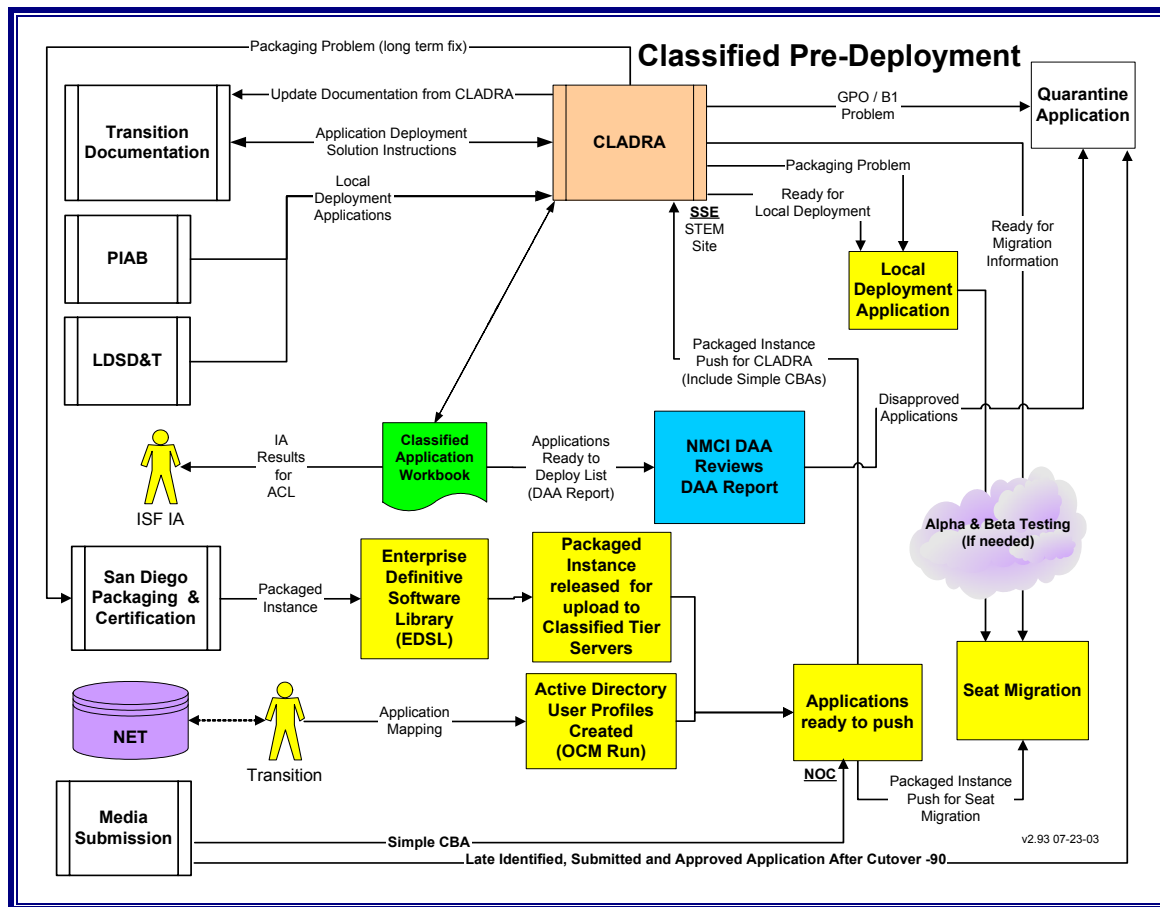 Packaging Problem (long term fix)
Classified Pre-Deployment
Update Documentation from CLADRA
GPO / B1
Problem
Quarantine
Application
Transition
Documentation
Application Deployment
Solution Instructions
CLADRA
Packaging Problem
Local
Deployment
Applications
Ready for
Local Deployment
SSE
STEM
Site
Ready for
Migration
Information
PIAB
Local
Deployment
Application
LDSD&T
Packaged Instance
Push for CLADRA
(Include Simple CBAs)
Disapproved
Applications
IA
Results
for
ACL
ISF IA
Classified
Application
Workbook
Applications
Ready to
Deploy List
(DAA Report)
NMCI DAA
Reviews
DAA Report
Alpha & Beta Testing
(If needed)
San Diego
Packaging &
Certification
Packaged
Instance
Enterprise
Definitive
Software
Library
(EDSL)
Packaged
Instance
released for
upload to
Classified Tier
Servers
NET
Transition
Application
Mapping
Active Directory
User Profiles
Created
(OCM Run)
Applications
ready to push
Seat Migration
NOC
Packaged Instance
Push for Seat
Migration
Media
Submission
Simple CBA
v2.93 07-23-03
Late Identified, Submitted and Approved Application After Cutover -90